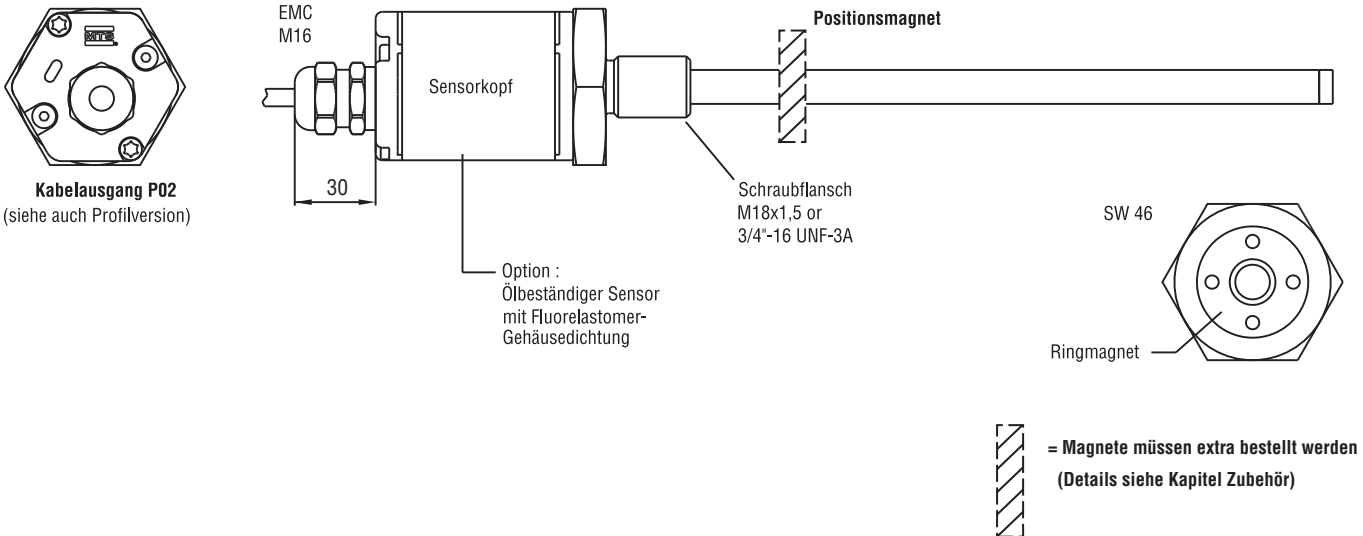 EMC
M16
MTS
Sensorkopf
Positionsmagnet
Kabelausgang P02
(siehe auch Profilversion)
30
Schraubflansch
M18x1,5 or
3/4"-16 UNF-3A
Option :
Ölbeständiger Sensor
mit Fluorelastomer-
Gehäusedichtung
SW 46
Ringmagnet
= Magnete müssen extra bestellt werden
(Details siehe Kapitel Zubehör)